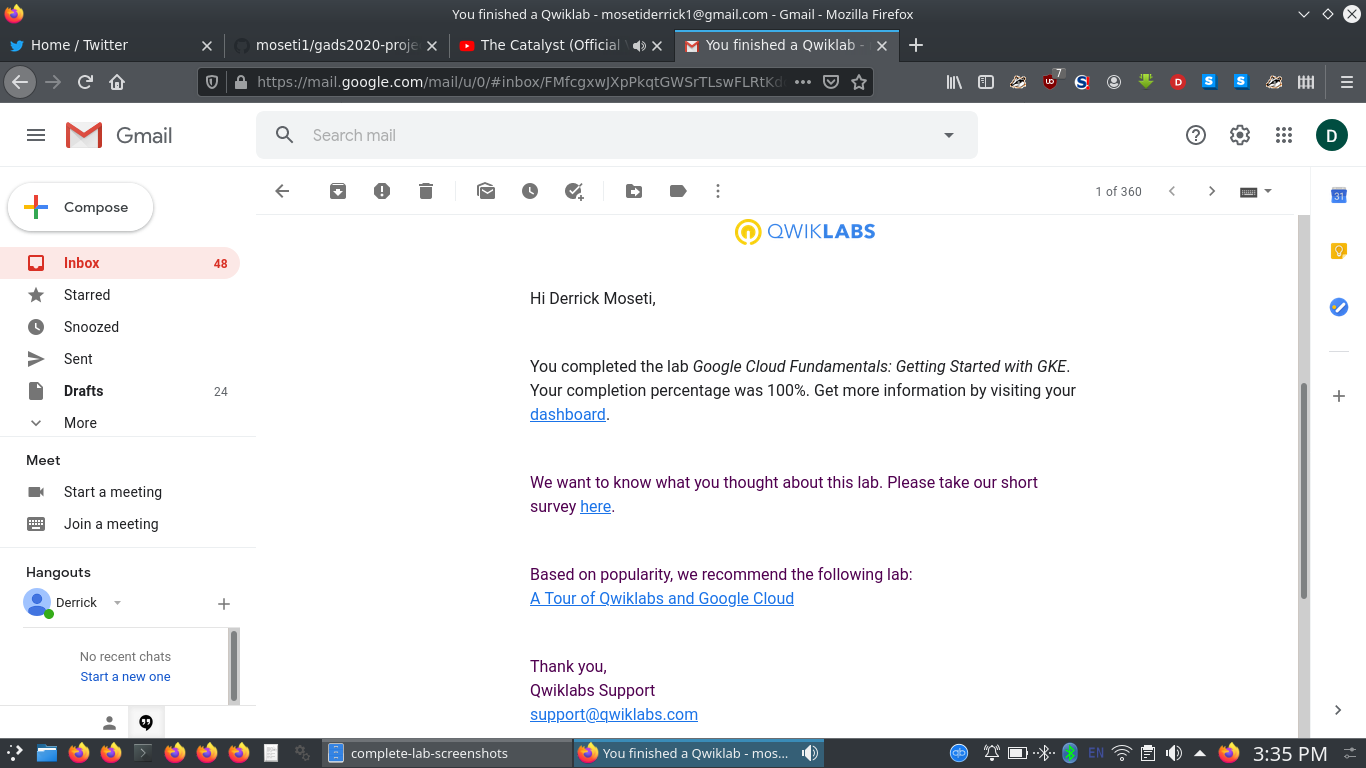 You finished a Qwiklab - mosetiderrick1@gmail.com - Gmail - Mozilla Firefox
Home / Twitter
moseti1/gads2020-proje
The Catalyst (Official
You finished a Qwiklab -
https://mail.google.com/mail/u/0/#inbox/FMfcgxwJXpPkqtGWSrTLswFLRtKd
7
Gmail
Search mail
D
Compose
1 of 360
31
Inbox 48
Starred
Snoozed
Sent
Drafts 24
More
Meet
Start a meeting
Join a meeting
Hangouts
Derrick
No recent chats
Start a new one
QWIKLABS
Hi Derrick Moseti,
You completed the lab Google Cloud Fundamentals: Getting Started with GKE.
Your completion percentage was 100%. Get more information by visiting your
dashboard.
We want to know what you thought about this lab. Please take our short
survey here.
Based on popularity, we recommend the following lab:
A Tour of Qwiklabs and Google Cloud
Thank you,
Qwiklabs Support
support@qwiklabs.com
complete-lab-screenshots
You finished a Qwiklab - mos...
EN
3:35 PM